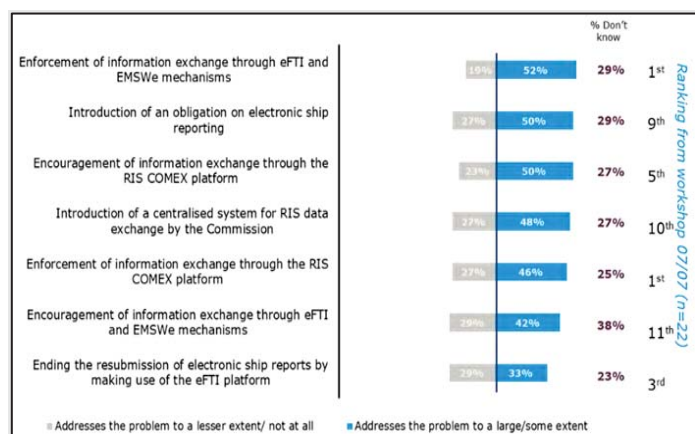 % Don't
know
Enforcement of information exchange through eFTI and
EMSWe mechanisms
19%
52%
29%
1st
Introduction of an obligation on electronic ship
reporting
27%
50%
29%
9th
Encouragement of information exchange through the
RIS COMEX platform
23%
50%
27%
5th
Introduction of a centralised system for RIS data
exchange by the Commission
27%
48%
27%
10th
Enforcement of information exchange through the RIS
COMEX platform
27%
46%
25%
1st
Encouragement of information exchange through eFTI
and EMSWe mechanisms
29%
42%
38%
11th
Ending the resubmission of electronic ship reports by
making use of the eFTI platform
29%
33%
23%
3rd
Ranking from workshop 07/07 (n=22)
Addresses the problem to a lesser extent/ not at all
Addresses the problem to a large/some extent